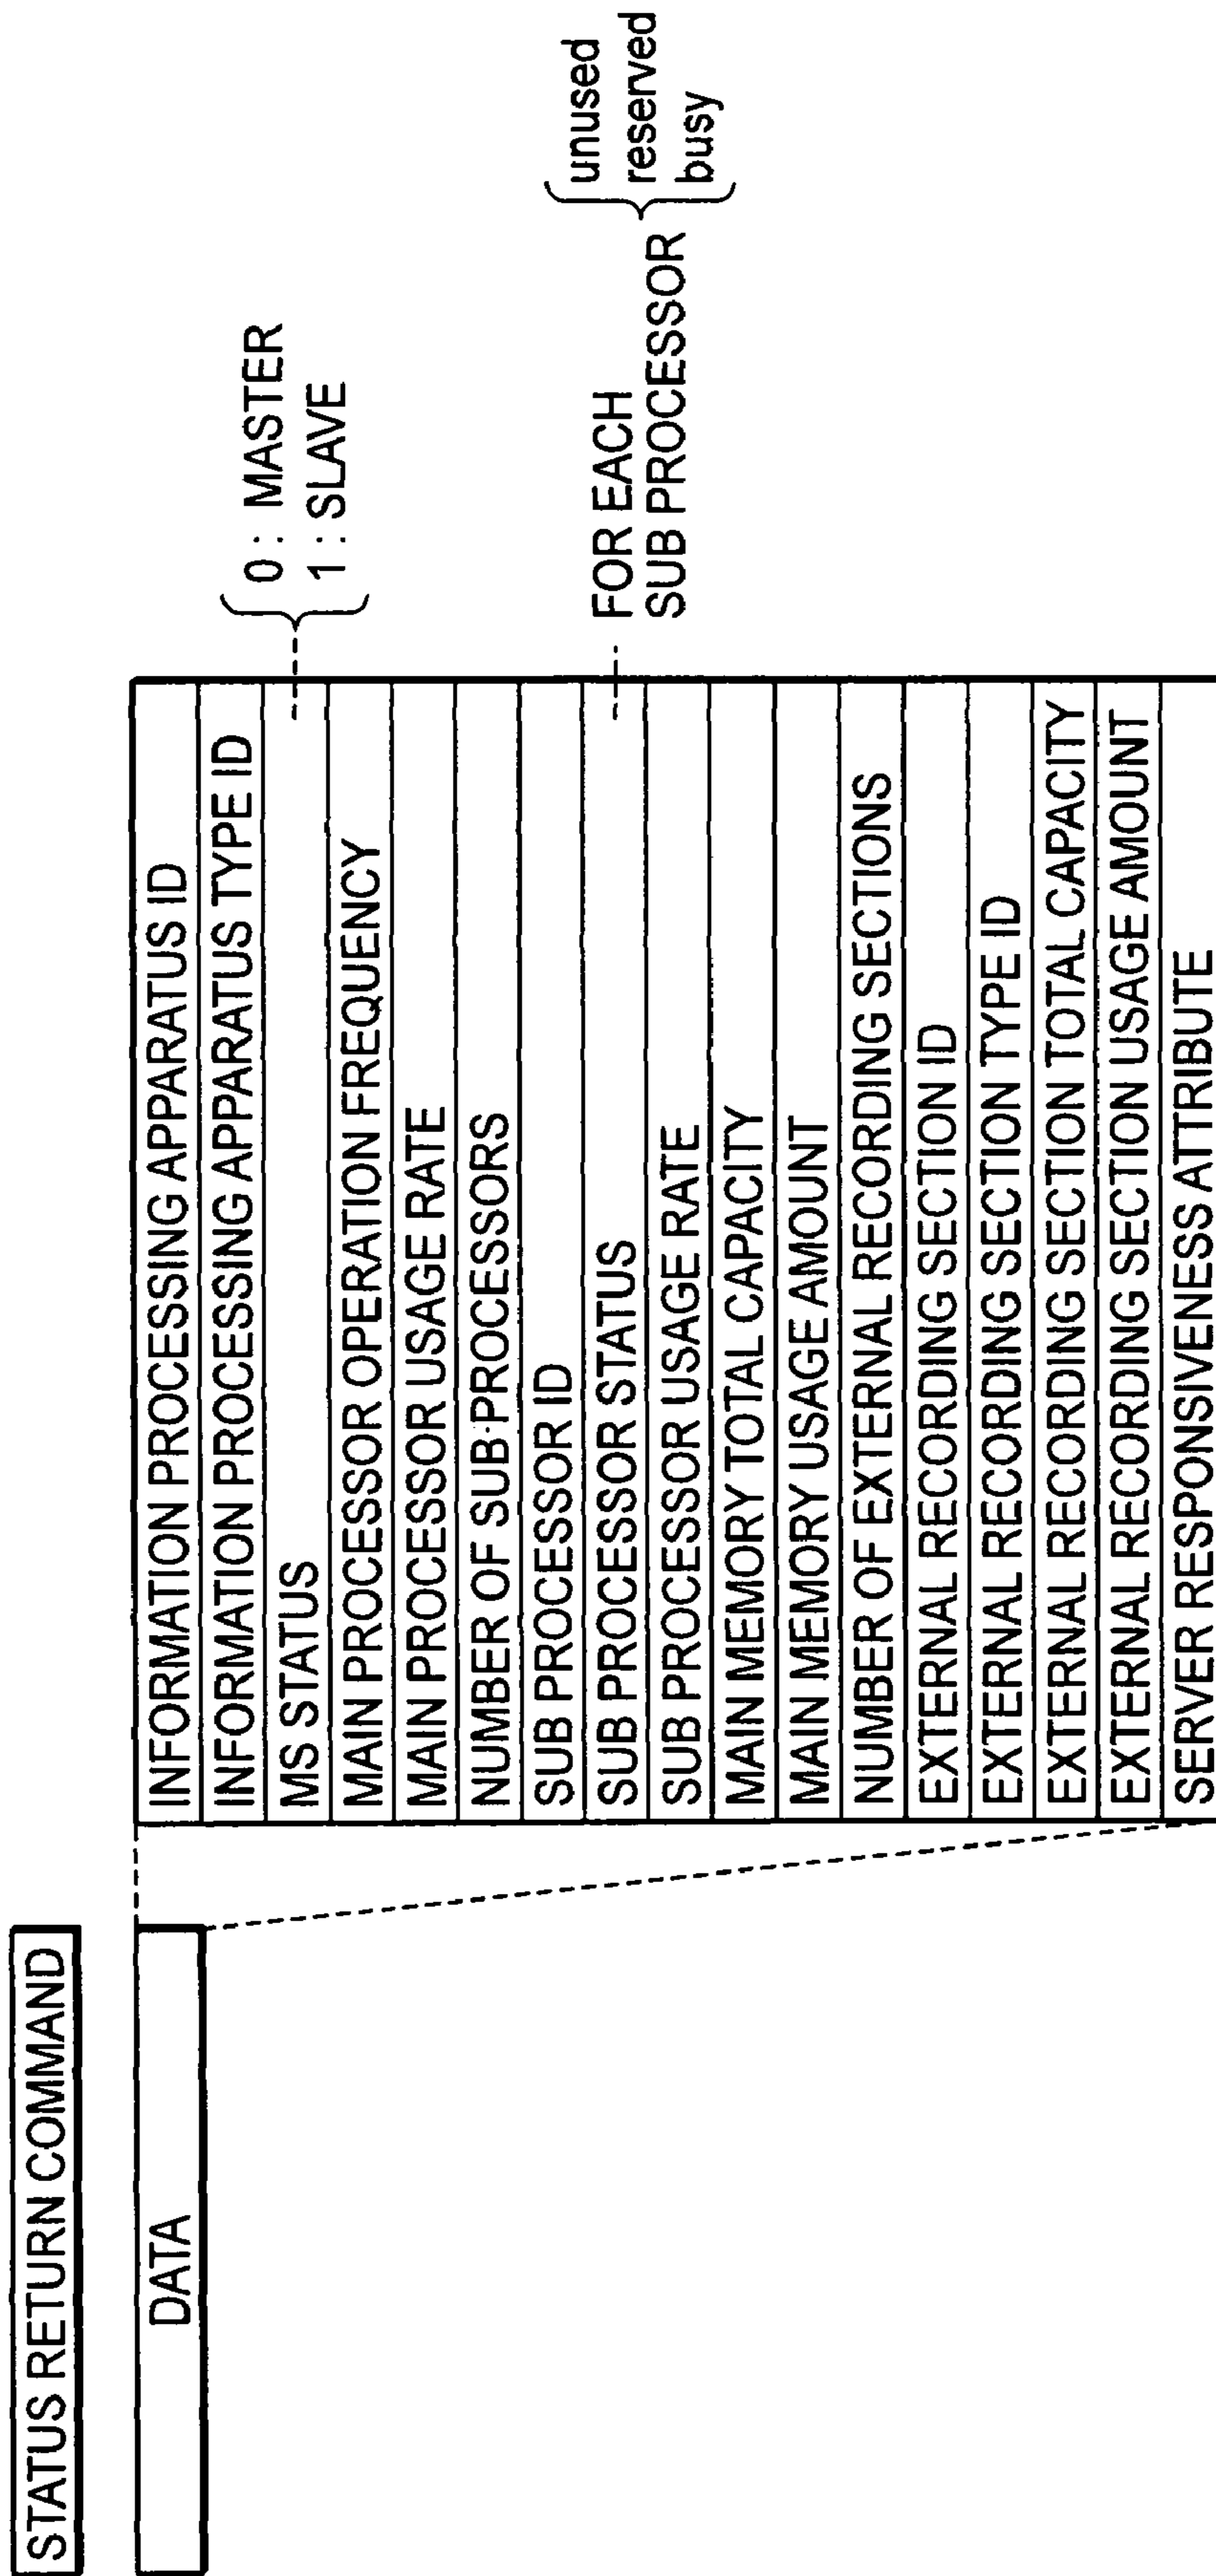 STATUS RETURN COMMAND
DATA
INFORMATION PROCESSING APPARATUS ID
INFORMATION PROCESSING APPARATUS TYPE ID
MS STATUS
0 : MASTER
1 : SLAVE
MAIN PROCESSOR OPERATION FREQUENCY
MAIN PROCESSOR USAGE RATE
NUMBER OF SUB PROCESSORS
SUB PROCESSOR ID
SUB PROCESSOR STATUS
FOR EACH
SUB PROCESSOR
unused
reserved
busy
SUB PROCESSOR USAGE RATE
MAIN MEMORY TOTAL CAPACITY
MAIN MEMORY USAGE AMOUNT
NUMBER OF EXTERNAL RECORDING SECTIONS
EXTERNAL RECORDING SECTION ID
EXTERNAL RECORDING SECTION TYPE ID
EXTERNAL RECORDING SECTION TOTAL CAPACITY
EXTERNAL RECORDING SECTION USAGE AMOUNT
SERVER RESPONSIVENESS ATTRIBUTE